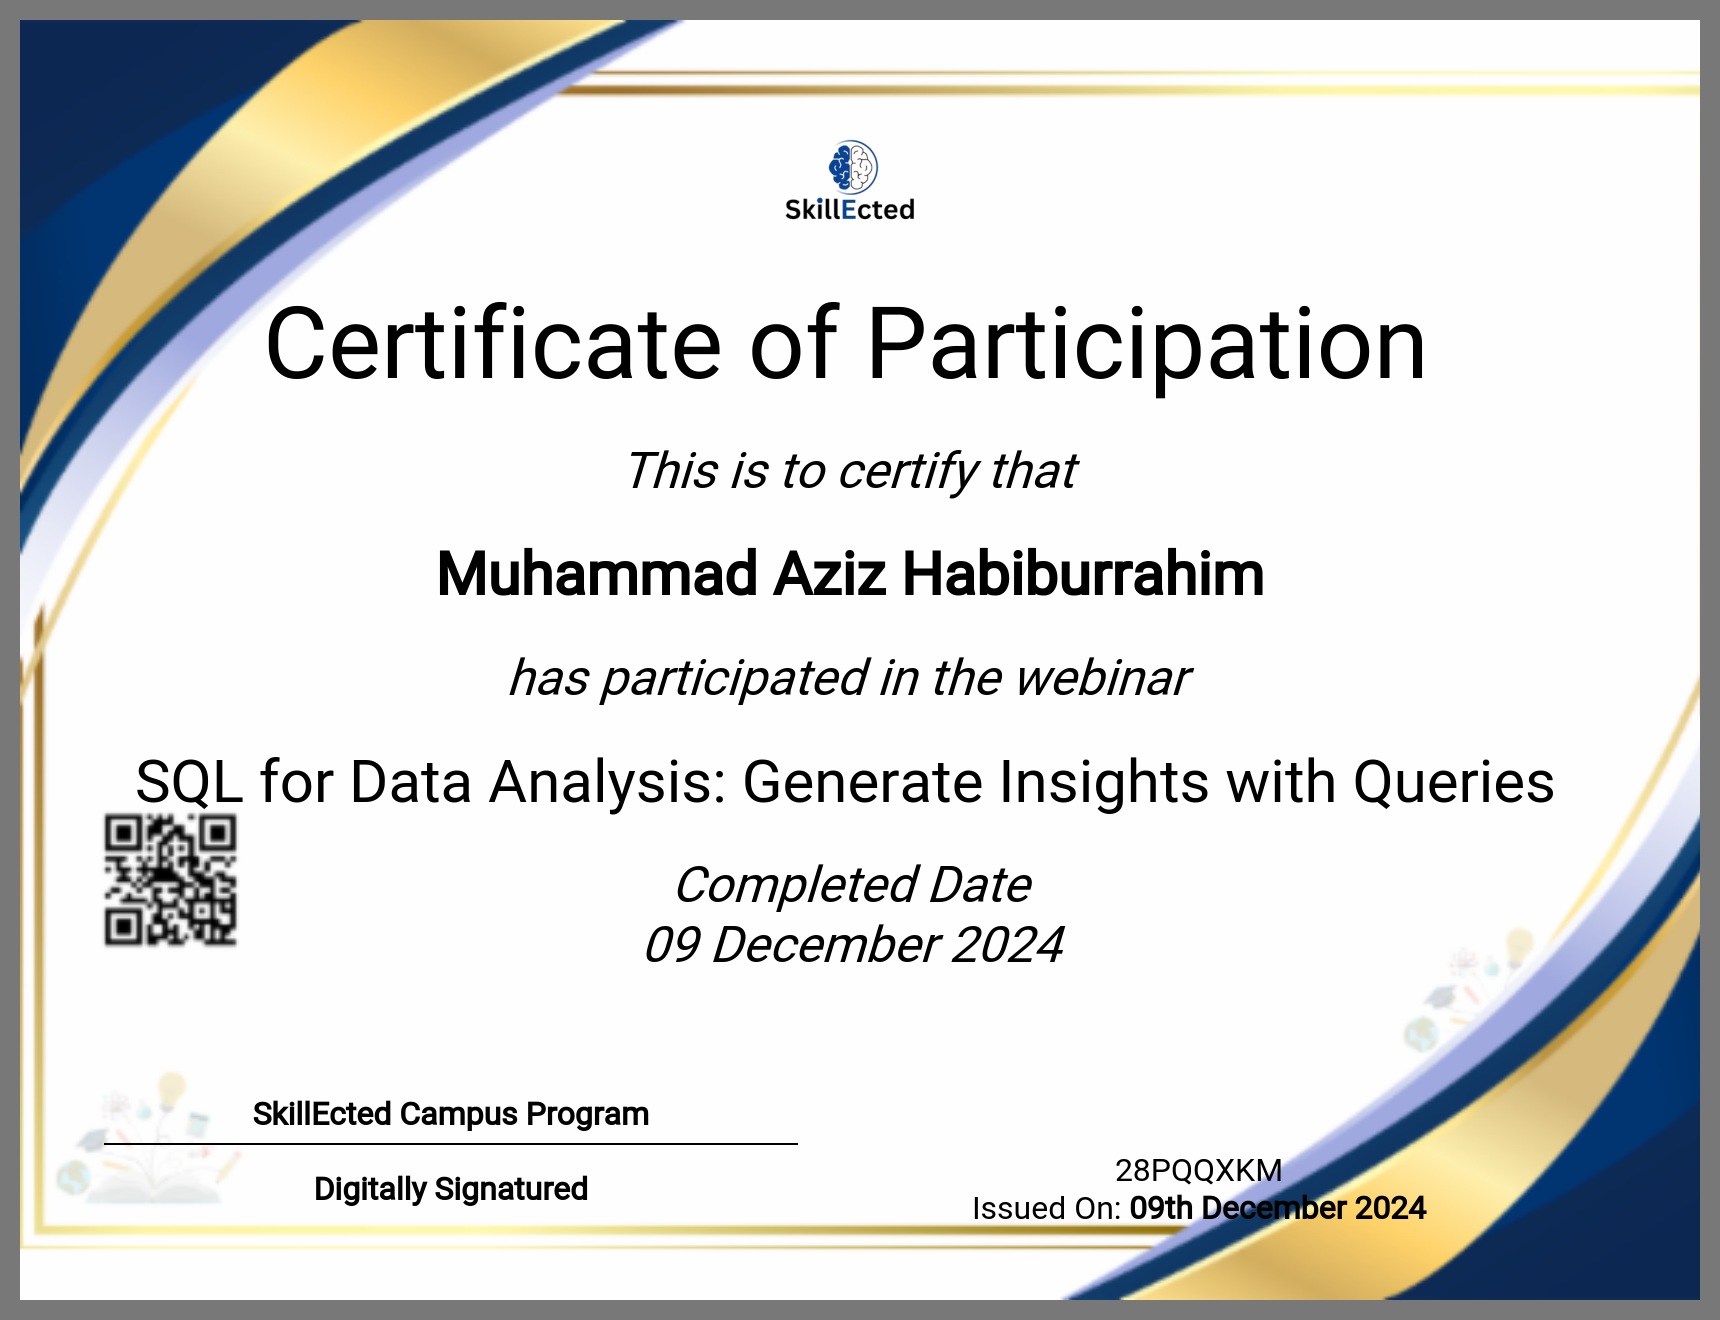 SkillEcted
Certificate of Participation
This is to certify that
Muhammad Aziz Habiburrahim
has participated in the webinar
SQL for Data Analysis: Generate Insights with Queries
Completed Date
09 December 2024
SkillEcted Campus Program
Digitally Signatured
28PQQXKM
Issued On: 09th December 2024